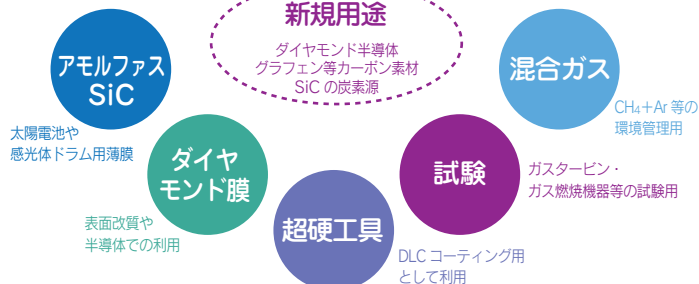 新規用途
ダイヤモンド半導体
グラフェン等カーボン素材
SiC の炭素源
アモルファス
SiC
太陽電池や
感光体ドラム用薄膜
ダイヤ
モンド膜
表面改質や
半導体での利用
超硬工具
DLC コーティング用
として利用
試験
ガスタービン・
ガス燃焼機器等の試験用
混合ガス
CH₄+Ar 等の
環境管理用